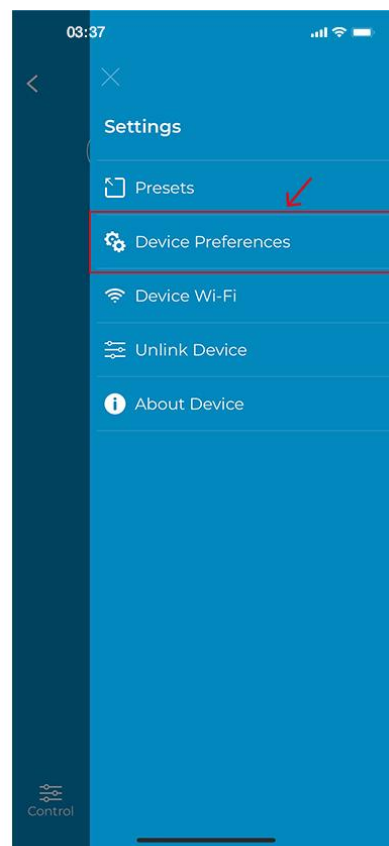 03:37
Settings
Presets
Device Preferences
Device Wi-Fi
Unlink Device
About Device
Control